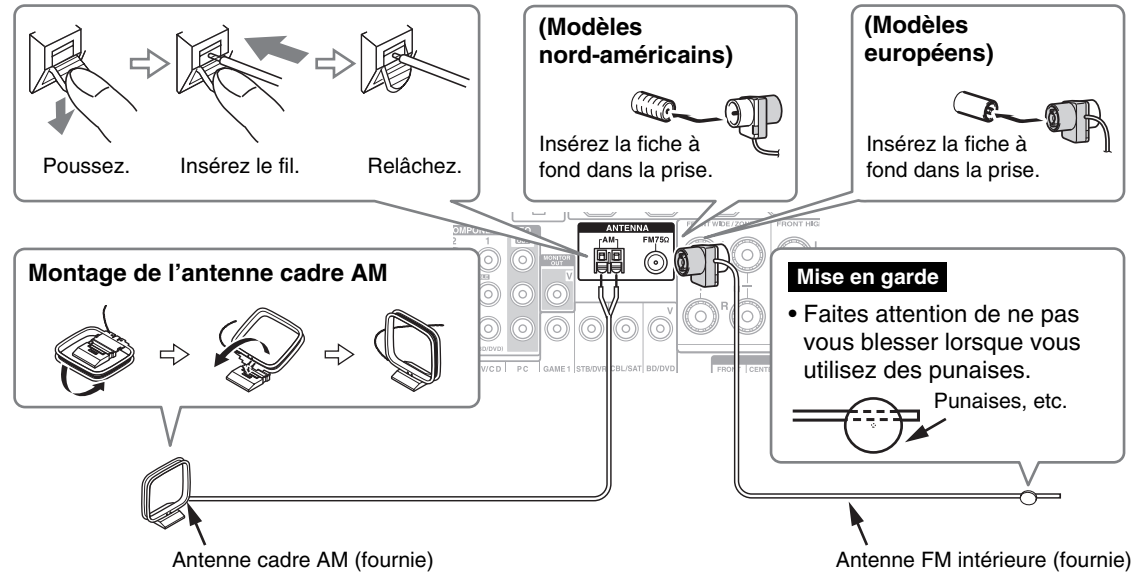 Poussez.
Insérez le fil.
Relâchez.
(Modèles
nord-américains)
Insérez la fiche à
fond dans la prise.
(Modèles
européens)
Insérez la fiche à
fond dans la prise.
ANTENNA
AM
FM75Ω
FRONT WIDE/ZONE
FRONT HIG
2
1
MONITOR
OUT
V
V
R
V/CD
PC
GAME 1
STB/DVR
CBL/SAT
BD/DVD
FRONT
CENT
Montage de l'antenne cadre AM
Mise en garde
• Faites attention de ne pas
vous blesser lorsque vous
utilisez des punaises.
Punaises, etc.
Antenne cadre AM (fournie)
Antenne FM intérieure (fournie)